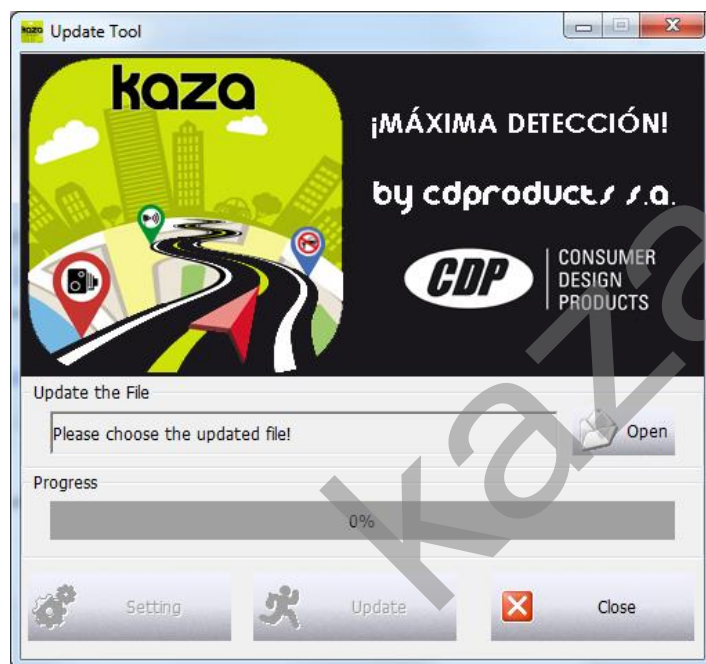 kaza Update Tool
kaza
¡MÁXIMA DETECCIÓN!
by cdproducts s.a.
CDP
CONSUMER
DESIGN
PRODUCTS
Update the File
Please choose the updated file!
Open
Progress
0%
Setting
Update
Close
kaza